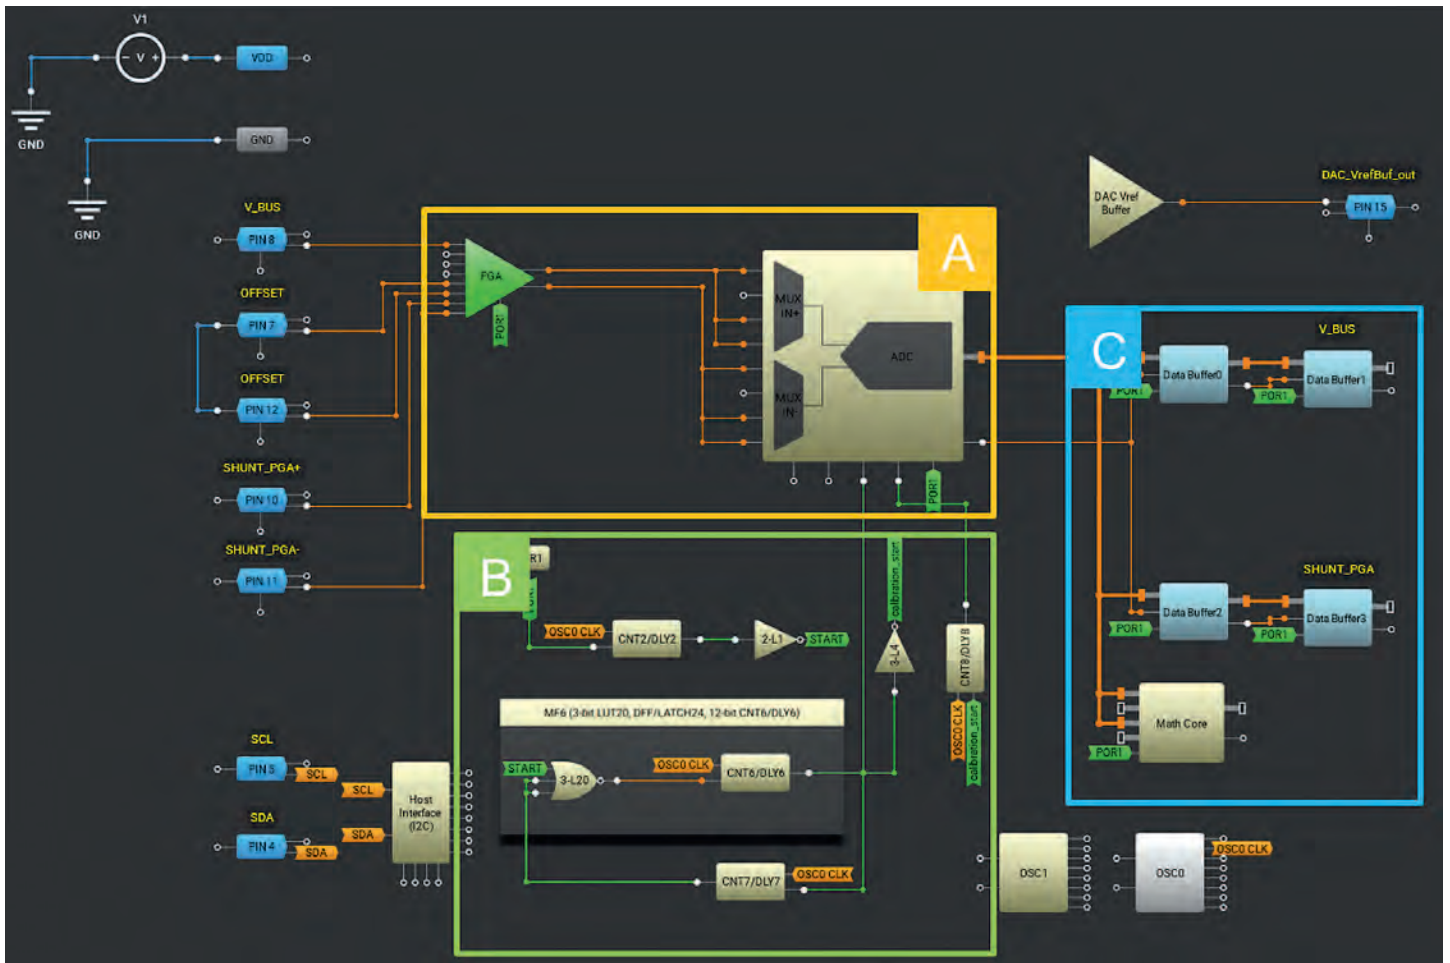 V1
− V +
VDD
GND
GND
GND
V_BUS
PIN 8
OFFSET
PIN 7
OFFSET
PIN 12
SHUNT_PGA+
PIN 10
SHUNT_PGA-
PIN 11
SCL
PIN 5
SCL
SCL
SDA
PIN 4
SDA
SDA
Host
Interface
(I2C)
A
PGA
POR1
MUX
IN+
MUX
IN-
ADC
POR1
B
R1
OSC0 CLK
CNT2/DLY2
2-L1
START
calibration_start
3-L4
CNT8/DLY8
OSC0 CLK
calibration_start
MF6 (3-bit LUT20, DFF/LATCH24, 12-bit CNT6/DLY6)
START
3-L20
OSC0 CLK
CNT6/DLY6
CNT7/DLY7
OSC0 CLK
DAC Vref
Buffer
DAC_VrefBuf_out
PIN 15
C
V_BUS
Data Buffer0
Data Buffer1
POR1
POR1
SHUNT_PGA
Data Buffer2
Data Buffer3
POR1
POR1
Math Core
POR1
OSC1
OSC0
OSC0 CLK